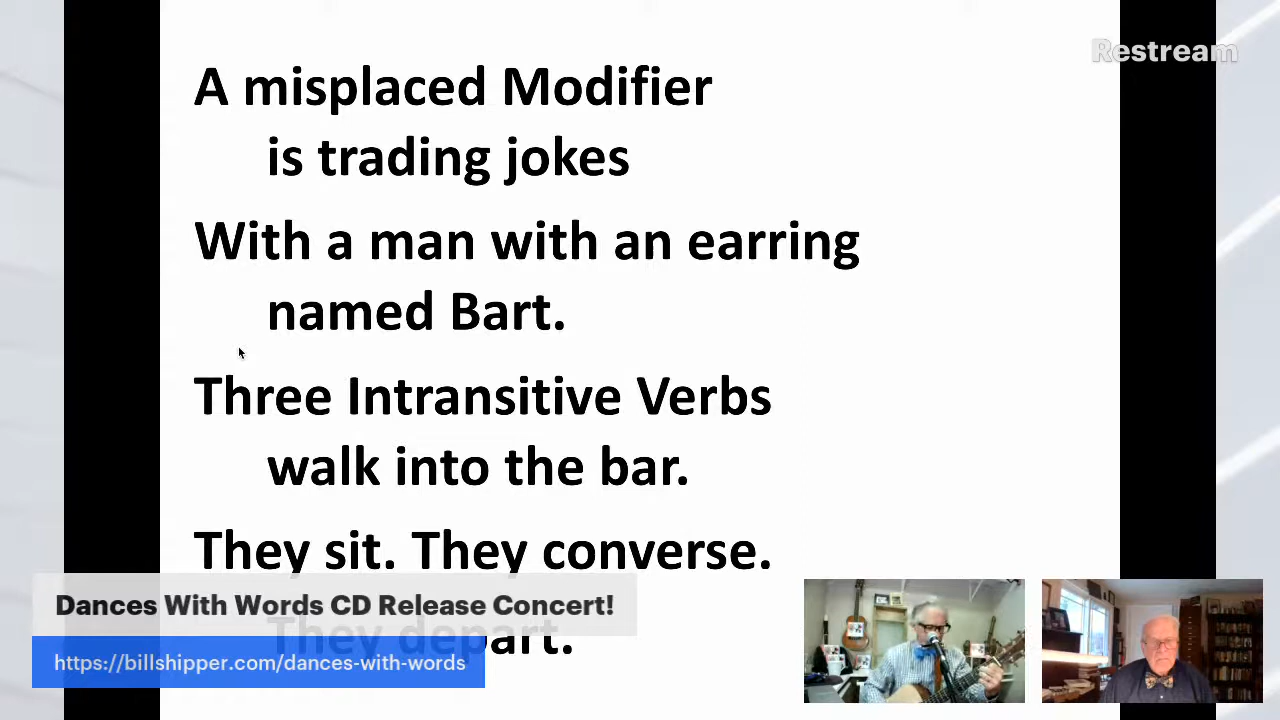 Restream
A misplaced Modifier
is trading jokes
With a man with an earring
named Bart.
Three Intransitive Verbs
walk into the bar.
They sit. They converse.
They depart.
Dances With Words CD Release Concert!
https://billshipper.com/dances-with-words